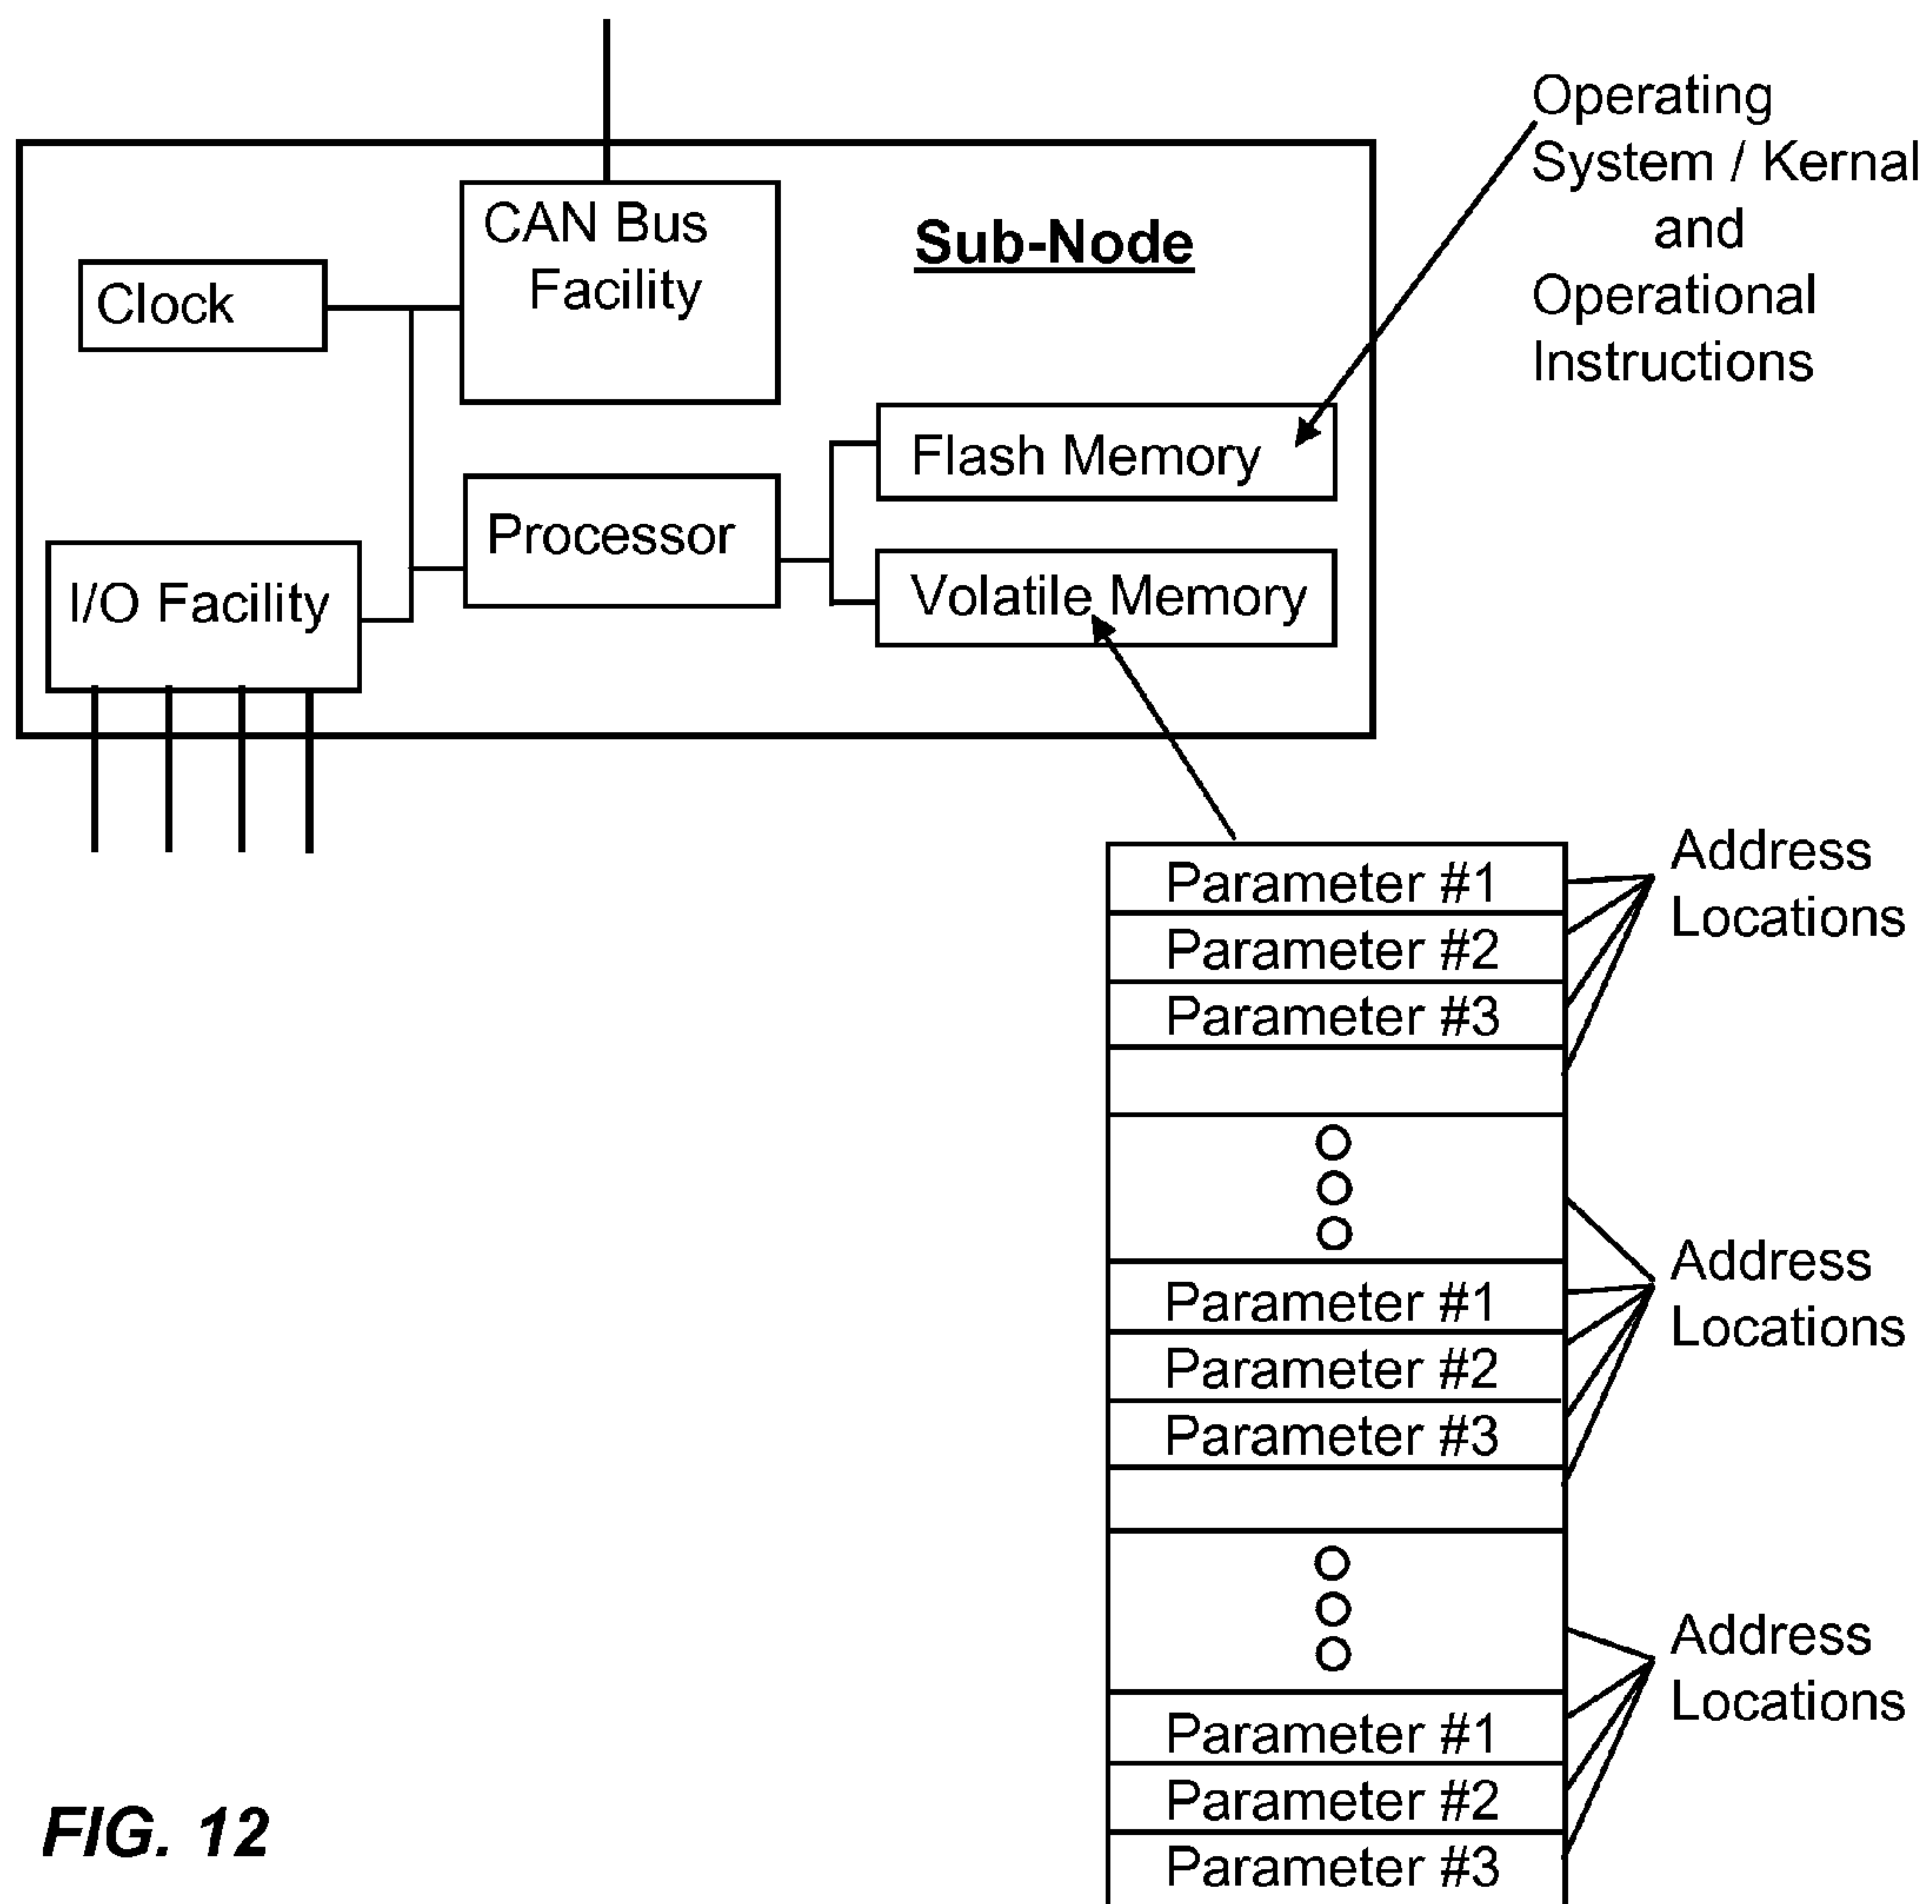 Operating
System / Kernal
and
Operational
Instructions
CAN Bus
Facility
Sub-Node
Clock
Flash Memory
Processor
I/O Facility
Volatile Memory
Parameter #1
Parameter #2
Parameter #3
Address
Locations
Parameter #1
Parameter #2
Parameter #3
Address
Locations
Parameter #1
Parameter #2
Parameter #3
Address
Locations
FIG. 12